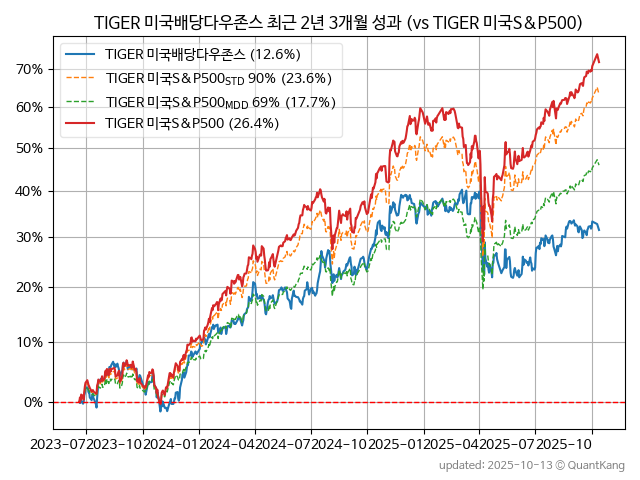 TIGER 미국배당다우존스 최근 2년 3개월 성과 (vs TIGER 미국S&P500)
TIGER 미국배당다우존스 (12.6%)
TIGER 미국S&P500STD 90% (23.6%)
TIGER 미국S&P500MDD 69% (17.7%)
TIGER 미국S&P500 (26.4%)
70%
60%
50%
40%
30%
20%
10%
0%
2023-07 2023-10 2024-01 2024-04 2024-07 2024-10 2025-01 2025-04 2025-07 2025-10
updated: 2025-10-13 © QuantKang